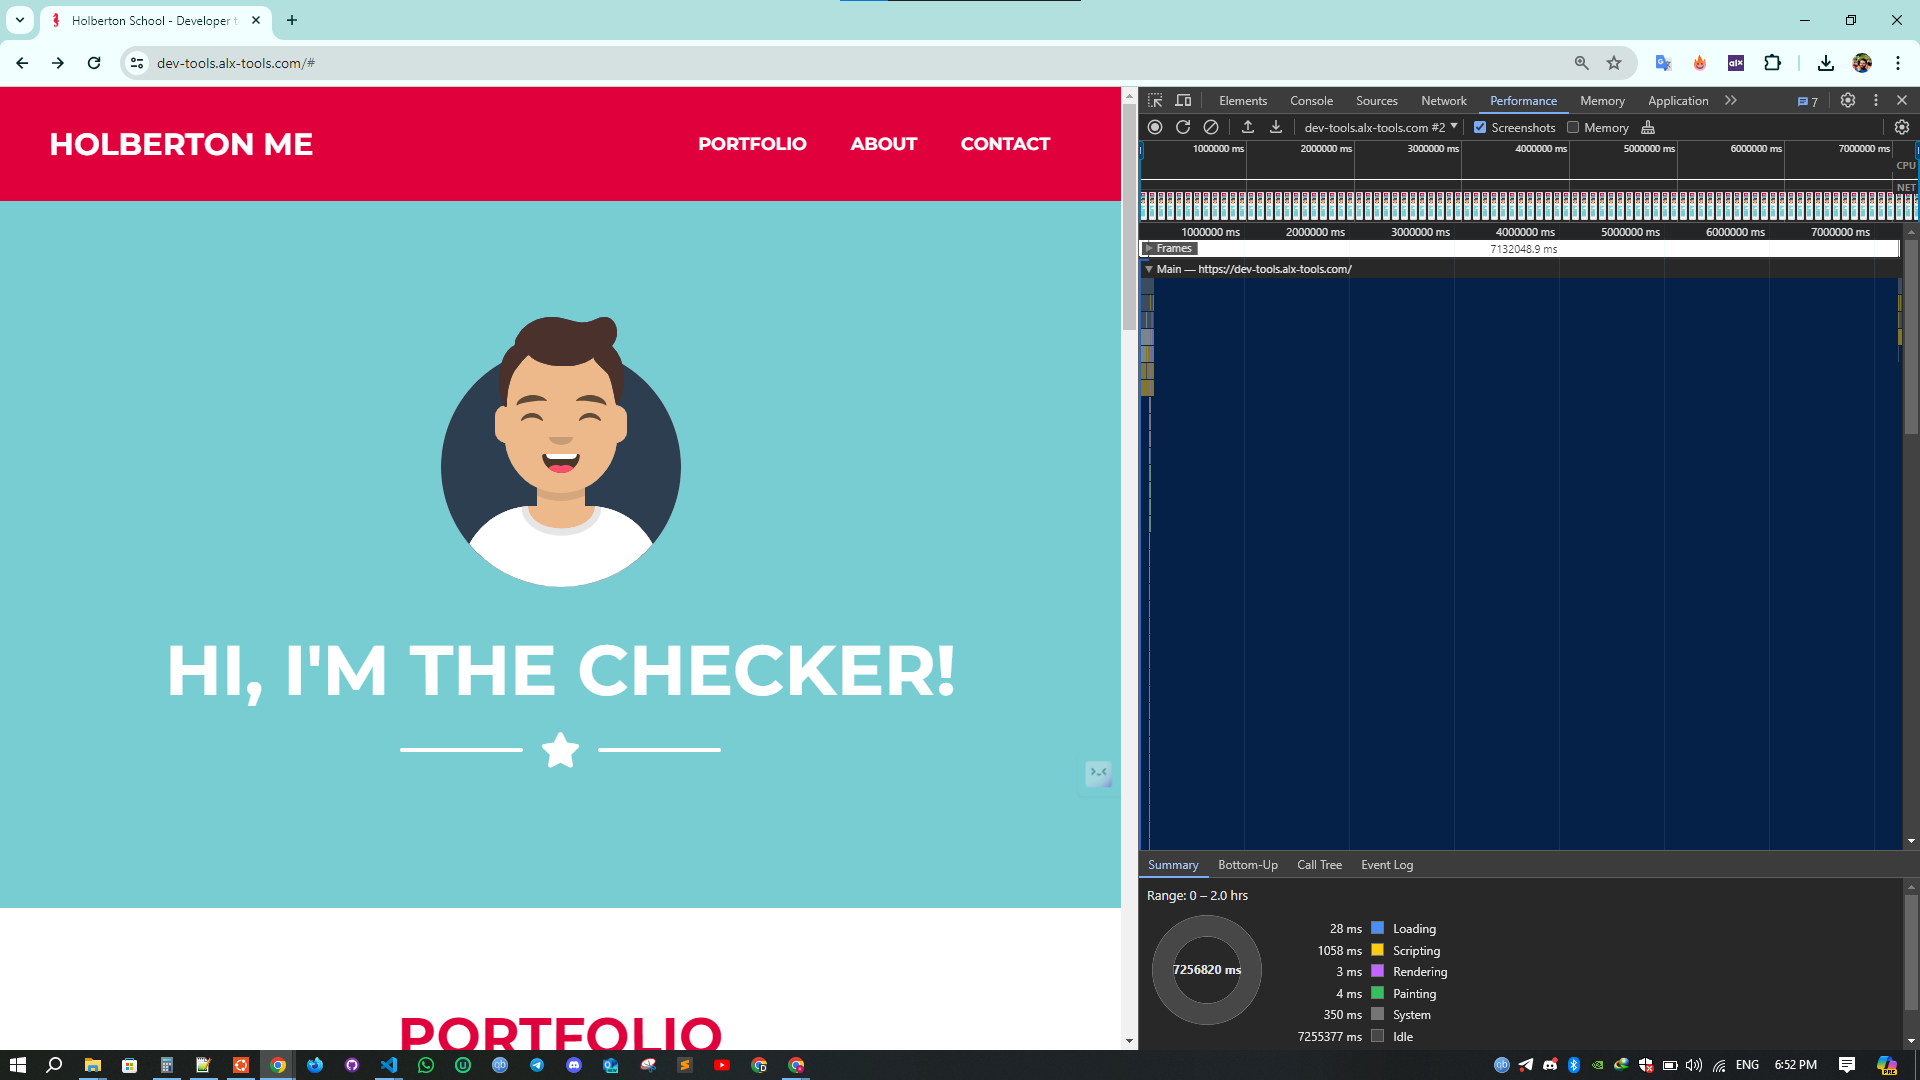 Holberton School - Developer t
dev-tools.alx-tools.com/#
alx
HOLBERTON ME
PORTFOLIO ABOUT CONTACT
HI, I'M THE CHECKER!
PORTFOLIO
Elements Console Sources Network Performance Memory Application 7
dev-tools.alx-tools.com #2 Screenshots Memory
1000000 ms 2000000 ms 3000000 ms 4000000 ms 5000000 ms 6000000 ms 7000000 ms
CPU
NET
1000000 ms 2000000 ms 3000000 ms 4000000 ms 5000000 ms 6000000 ms 7000000 ms
Frames 7132048.9 ms
Main — https://dev-tools.alx-tools.com/
Summary Bottom-Up Call Tree Event Log
Range: 0 – 2.0 hrs
7256820 ms
28 ms Loading
1058 ms Scripting
3 ms Rendering
4 ms Painting
350 ms System
7255377 ms Idle
ENG 6:52 PM